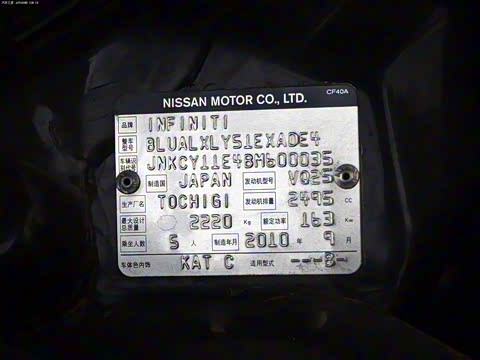 CF40A
NISSAN MOTOR CO., LTD.
品牌 INFINITI
整车型号 BLUALXLY51EXADE4
车辆识别代号 JNKCY11E4BM600035
制造国 JAPAN 发动机型号 VQ25
生产厂名 TOCHIGI 发动机排量 2495 CC
最大设计总质量 2220 Kg 额定功率 163 Kw
乘坐人数 5 人 制造年月 2010 年 9 月
车体色内饰 KAT C 适用型式 ---B-